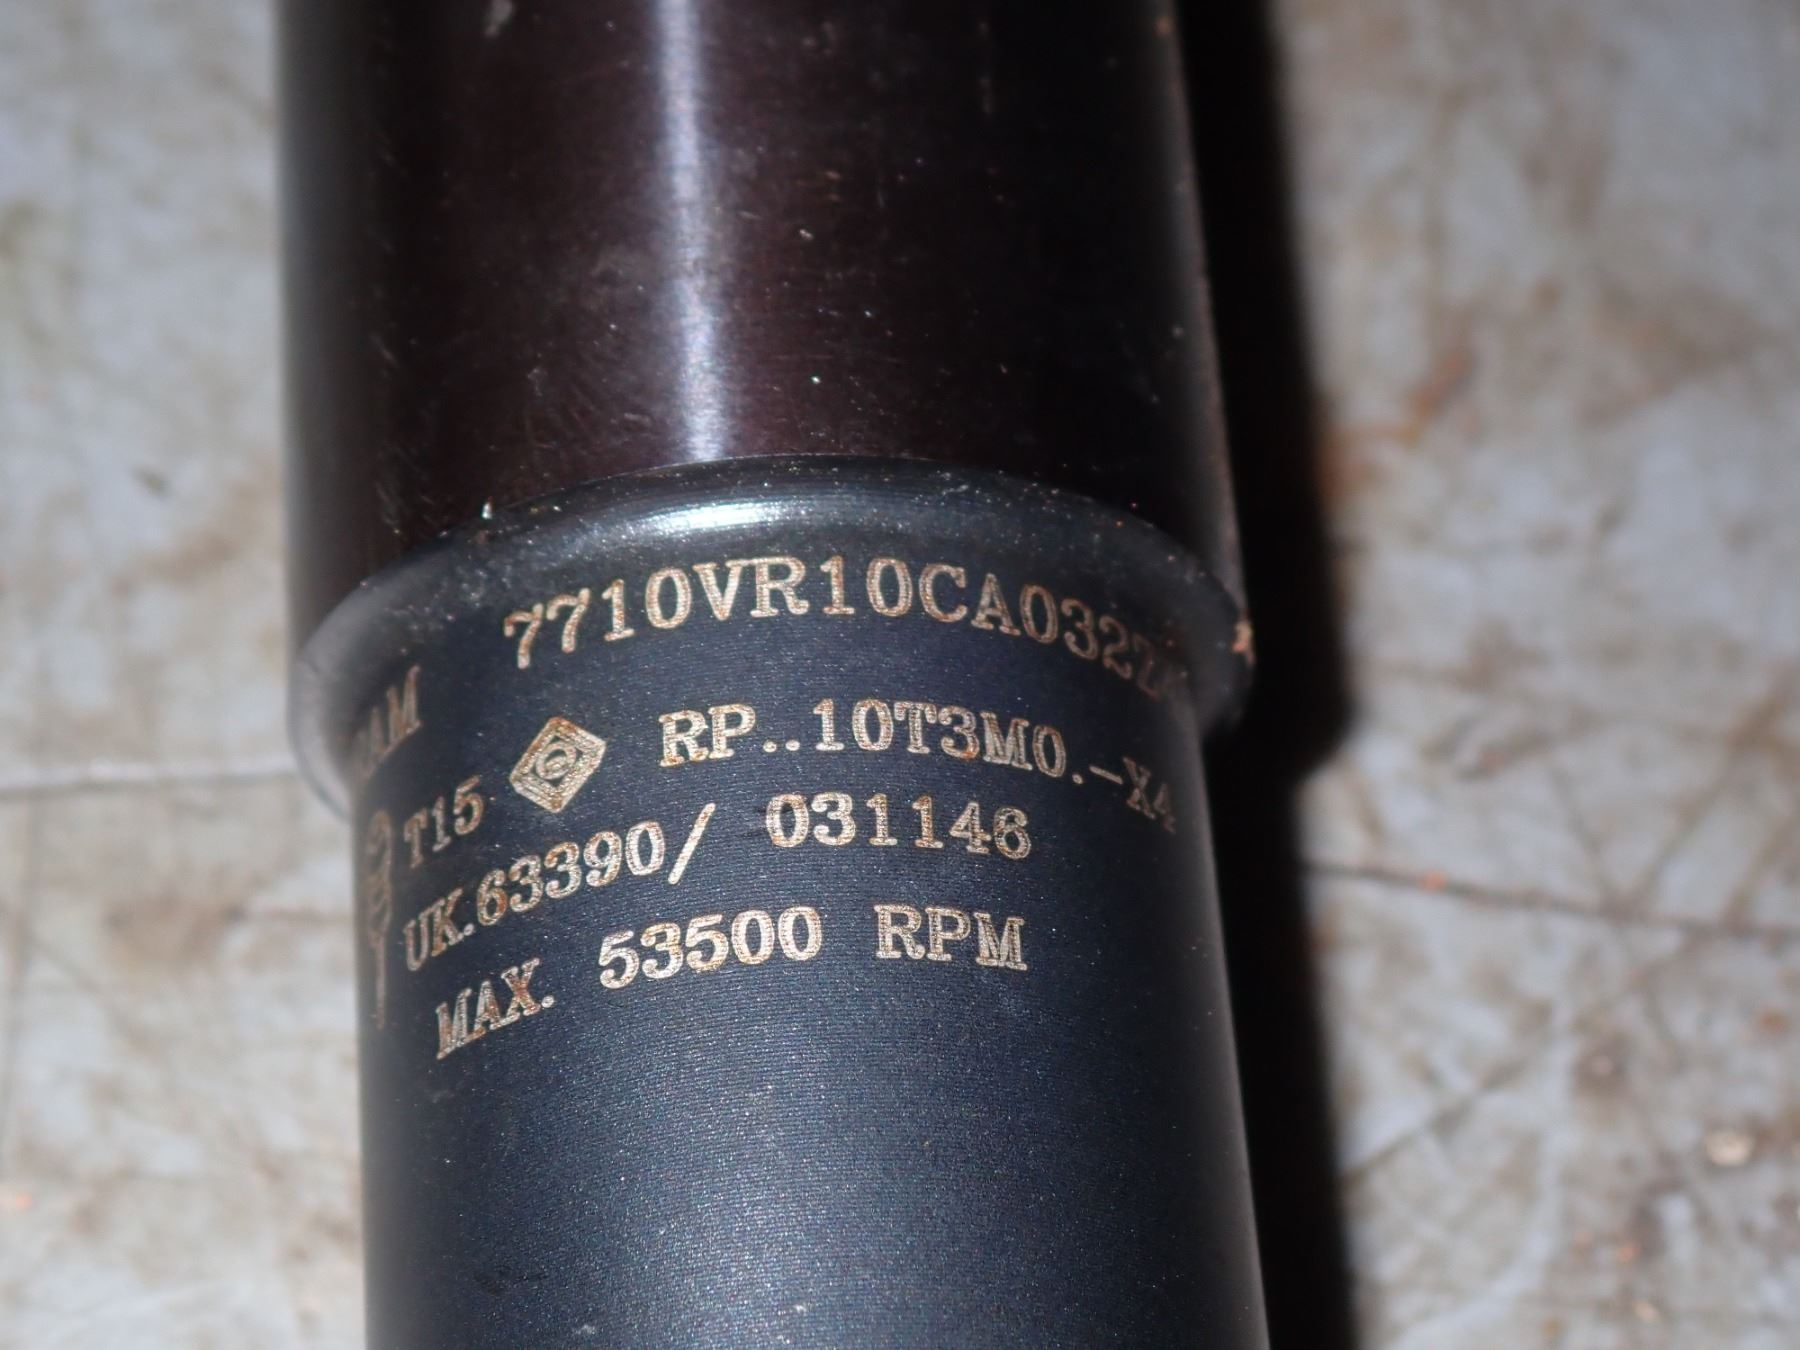 7710VR10CA032
T15 RP..10T3M0.-X4
UK.63390/ 031146
MAX. 53500 RPM